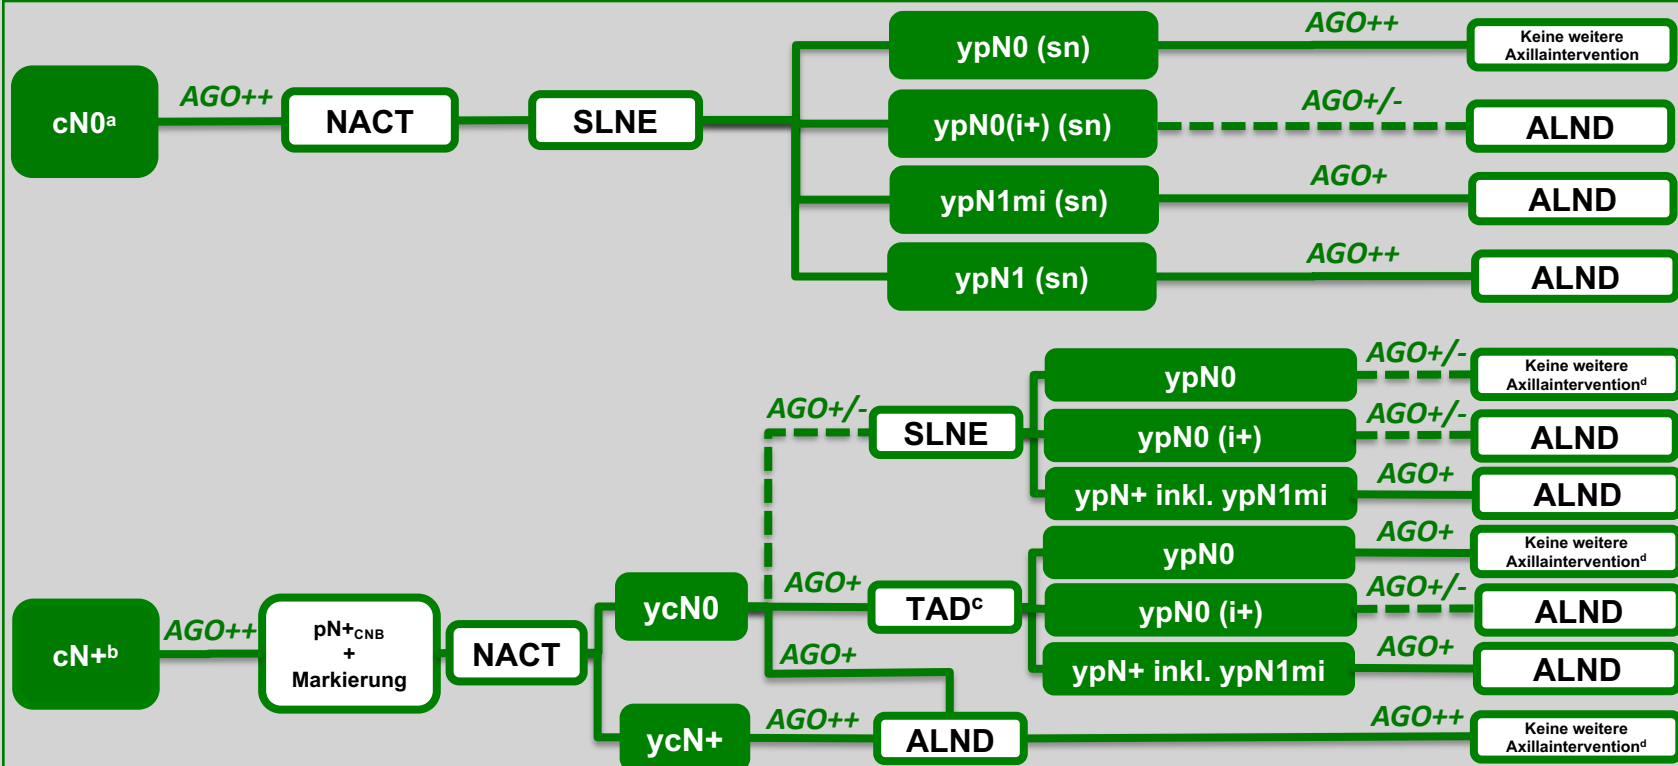 AGO++
ypN0 (sn)
AGO++
Keine weitere
Axillaintervention
cN0ᵃ
NACT
SLNE
ypN0(i+) (sn)
AGO+/-
ALND
ypN1mi (sn)
AGO+
ALND
ypN1 (sn)
AGO++
ALND
AGO+/-
SLNE
ypN0
AGO+/-
Keine weitere
Axillainterventionᵈ
ypN0 (i+)
AGO+/-
ALND
ypN+ inkl. ypN1mi
AGO+
ALND
cN+ᵇ
AGO++
pN+CNB
+
Markierung
NACT
ycN0
AGO+
TADᶜ
ypN0
AGO+
Keine weitere
Axillainterventionᵈ
ypN0 (i+)
AGO+/-
ALND
ypN+ inkl. ypN1mi
AGO+
ALND
AGO+
ycN+
AGO++
ALND
AGO++
Keine weitere
Axillainterventionᵈ